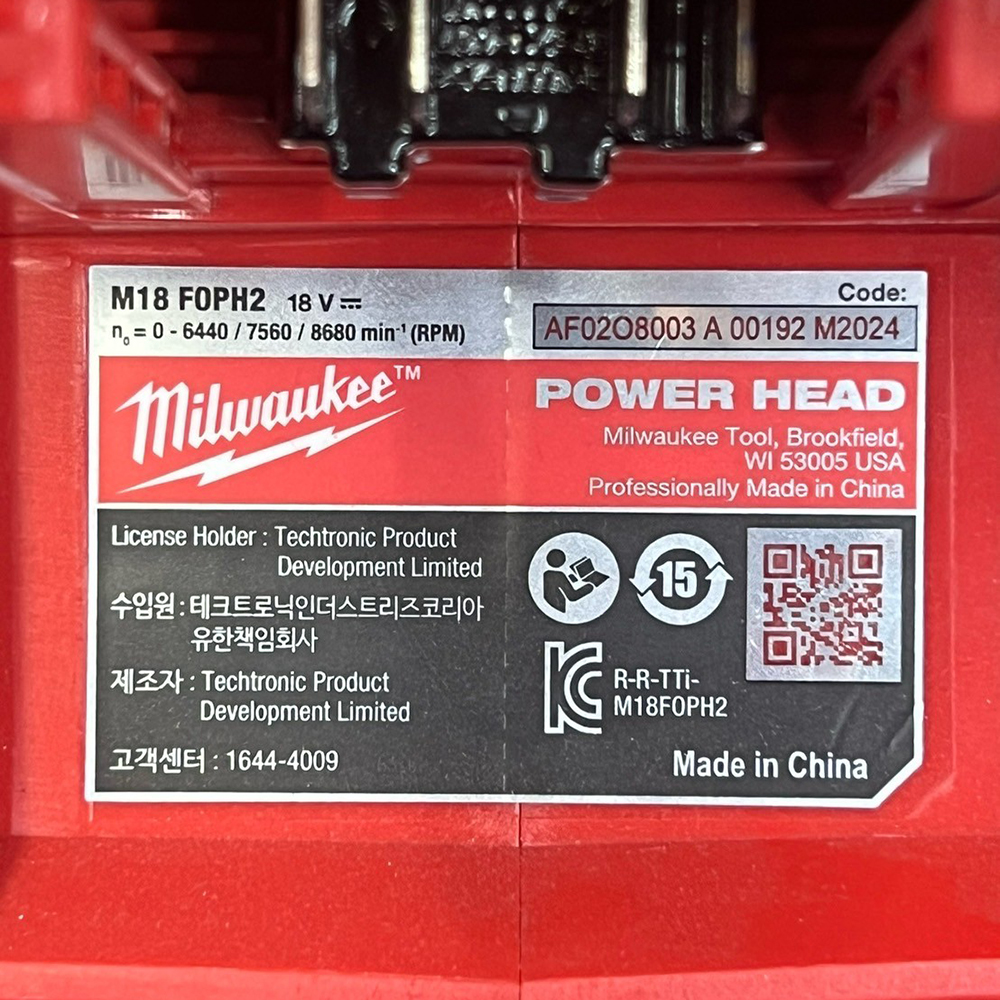 M18 FOPH2 18 V
n₀ = 0 - 6440 / 7560 / 8680 min⁻¹ (RPM)
Code:
AF02O8003 A 00192 M2024
Milwaukee™
POWER HEAD
Milwaukee Tool, Brookfield,
WI 53005 USA
Professionally Made in China
License Holder : Techtronic Product
Development Limited
수입원 : 테크트로닉인더스트리즈코리아
유한책임회사
제조자 : Techtronic Product
Development Limited
고객센터 : 1644-4009
15
R-R-TTi-
M18FOPH2
Made in China